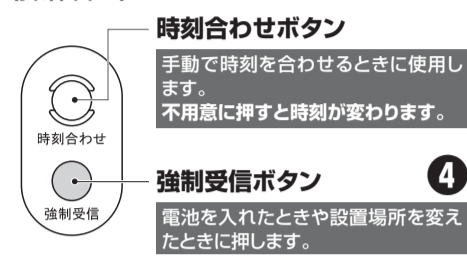 時刻合わせボタン
手動で時刻を合わせるときに使用し
ます。
不用意に押すと時刻が変わります。
時刻合わせ
強制受信ボタン
4
強制受信
電池を入れたときや設置場所を変え
たときに押します。